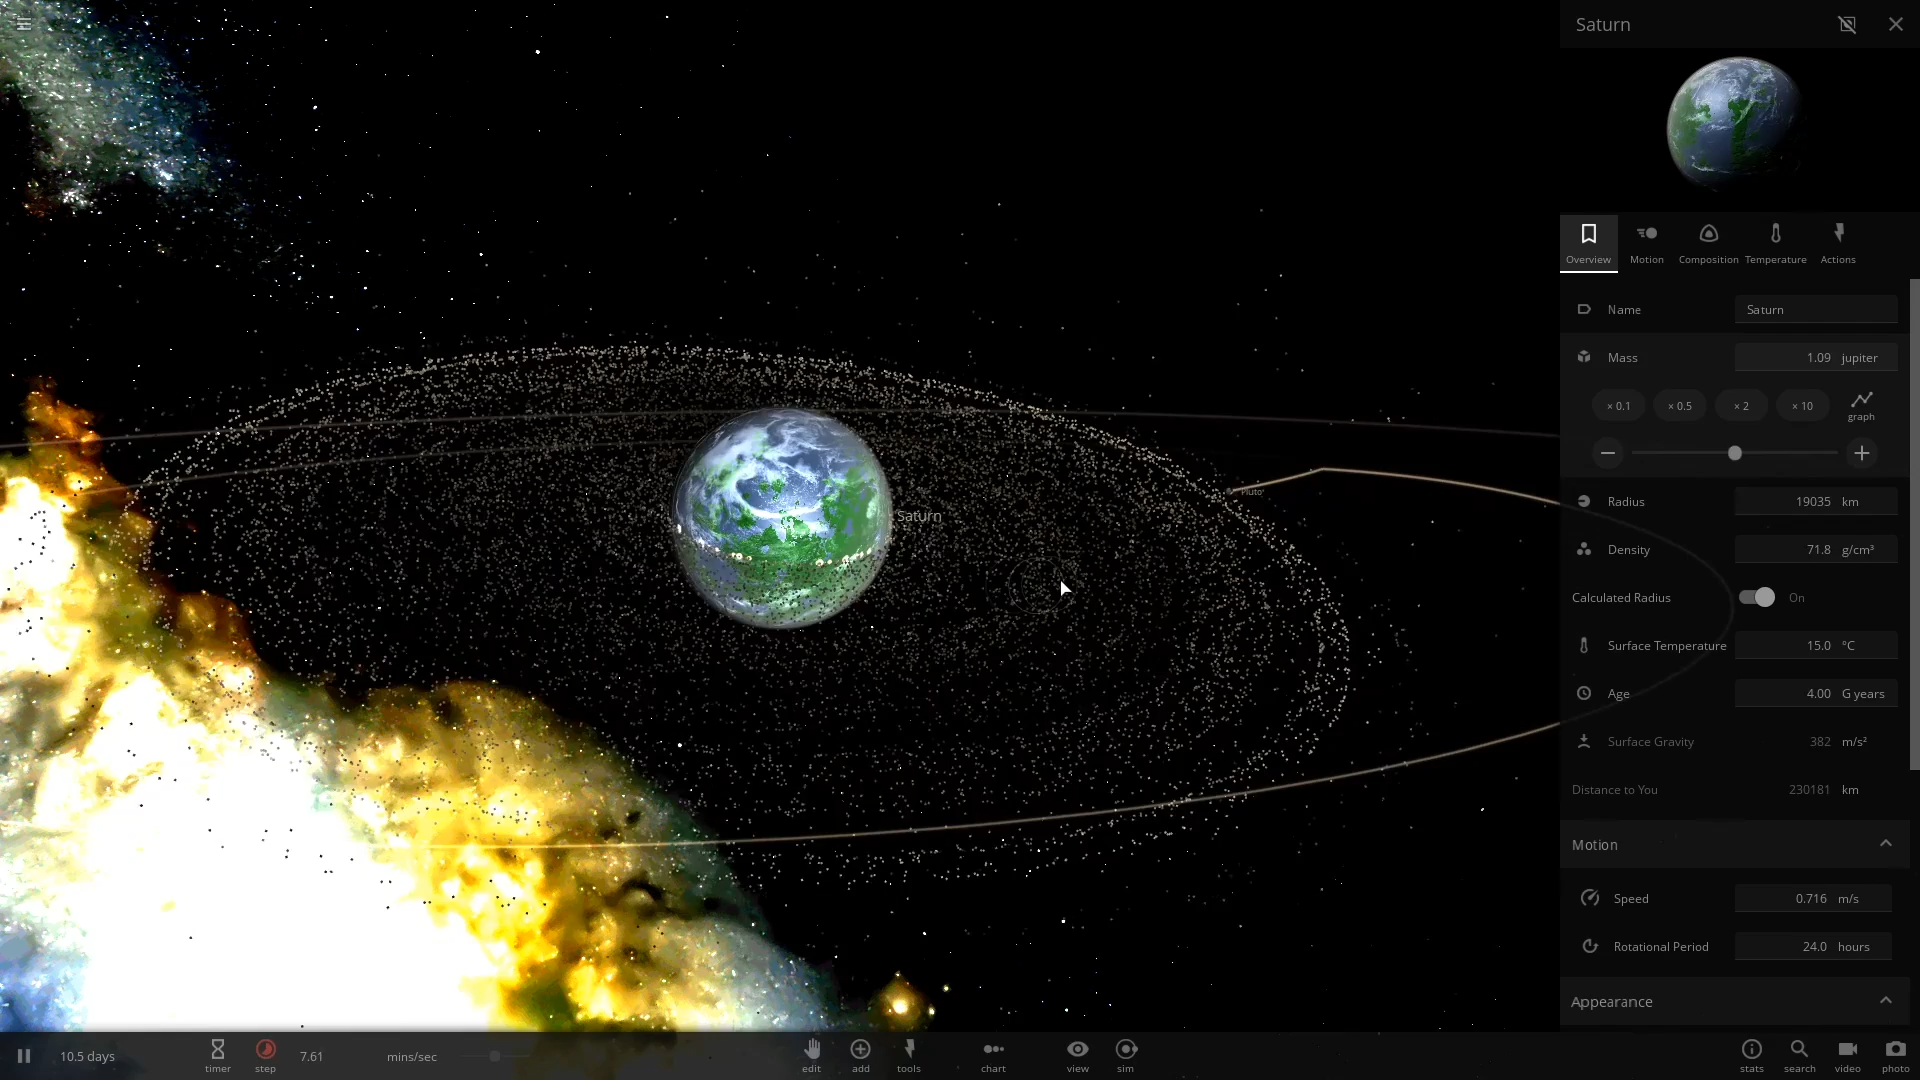 Saturn
Overview Motion Composition Temperature Actions
Name Saturn
Mass 1.09 jupiter
× 0.1 × 0.5 × 2 × 10 graph
Pluto
Radius 19035 km
Saturn
Density 71.8 g/cm³
Calculated Radius On
Surface Temperature 15.0 °C
Age 4.00 G years
Surface Gravity 382 m/s²
Distance to You 230181 km
Motion
Speed 0.716 m/s
Rotational Period 24.0 hours
Appearance
10.5 days timer step 7.61 mins/sec edit add tools chart view sim stats search video photo